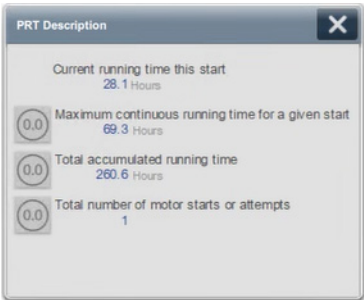 PRT Description
X
Current running time this start
28.1 Hours
0.0 Maximum continuous running time for a given start
69.3 Hours
0.0 Total accumulated running time
260.6 Hours
0.0 Total number of motor starts or attempts
1